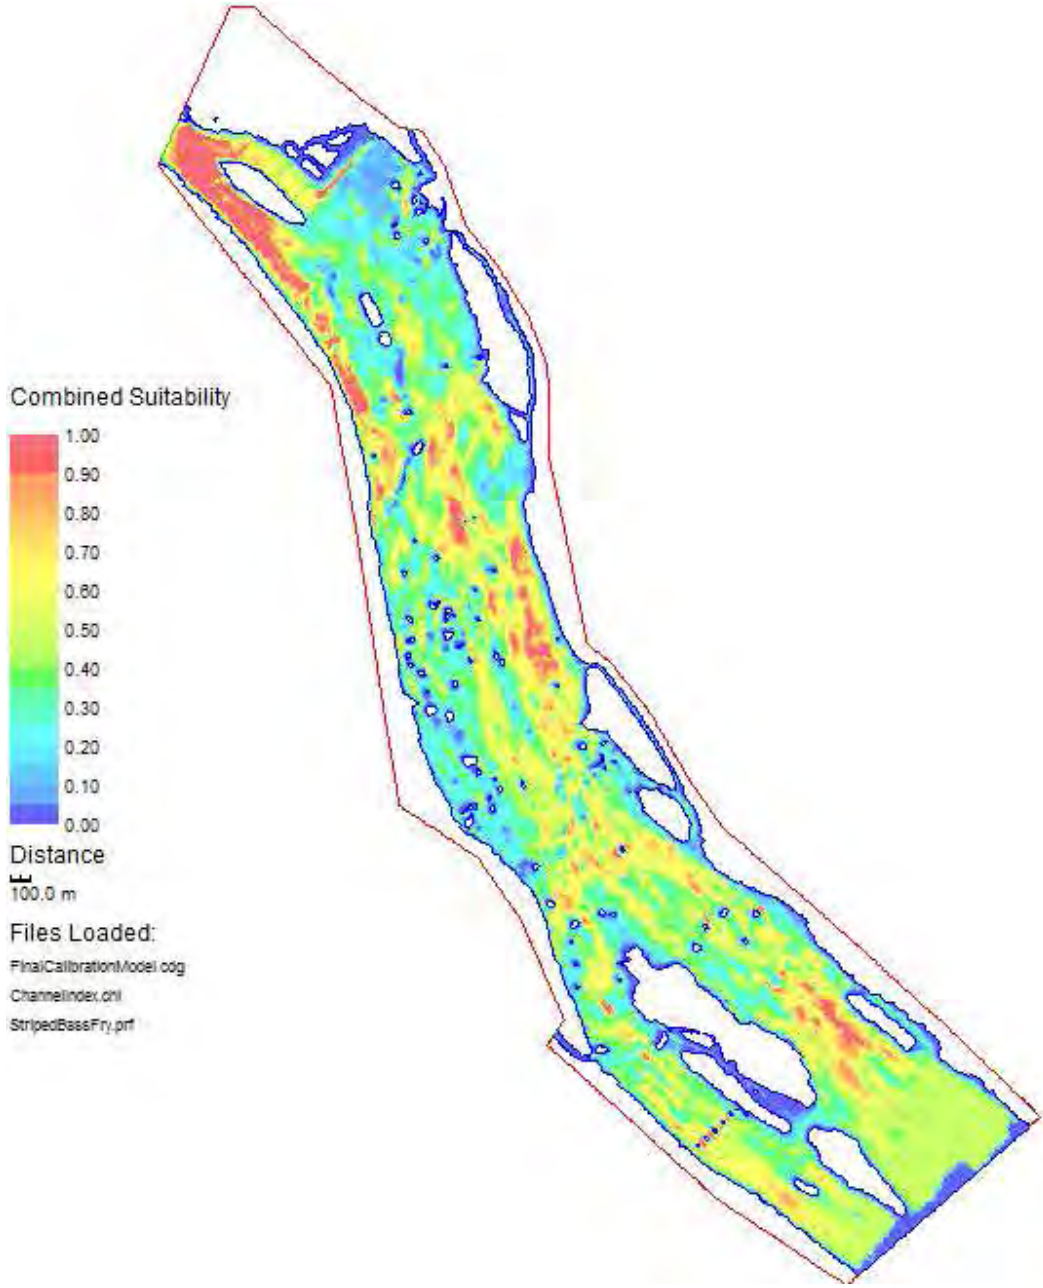 Combined Suitability
1.00
0.90
0.80
0.70
0.60
0.50
0.40
0.30
0.20
0.10
0.00
Distance
100.0 m
Files Loaded:
FinalCalibrationModel.cdg
ChannelIndex.chi
StripedBassFry.prf